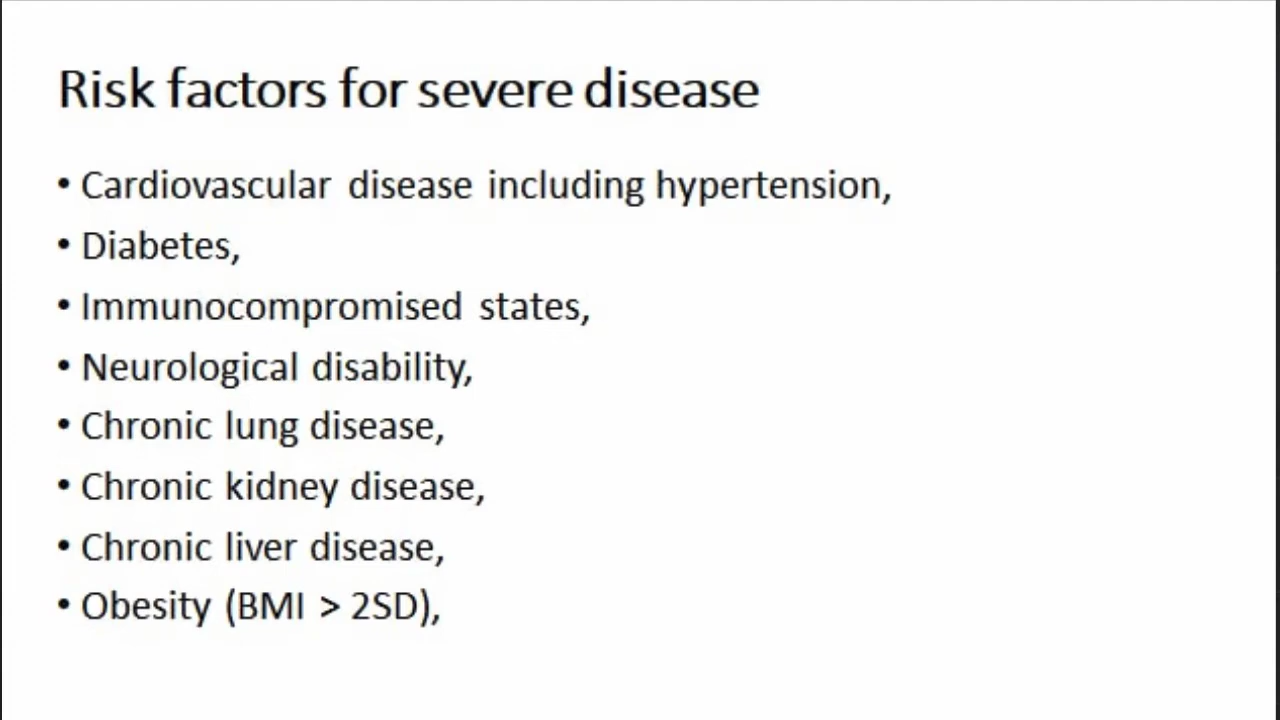 Risk factors for severe disease
• Cardiovascular disease including hypertension,
• Diabetes,
• Immunocompromised states,
• Neurological disability,
• Chronic lung disease,
• Chronic kidney disease,
• Chronic liver disease,
• Obesity (BMI > 2SD),